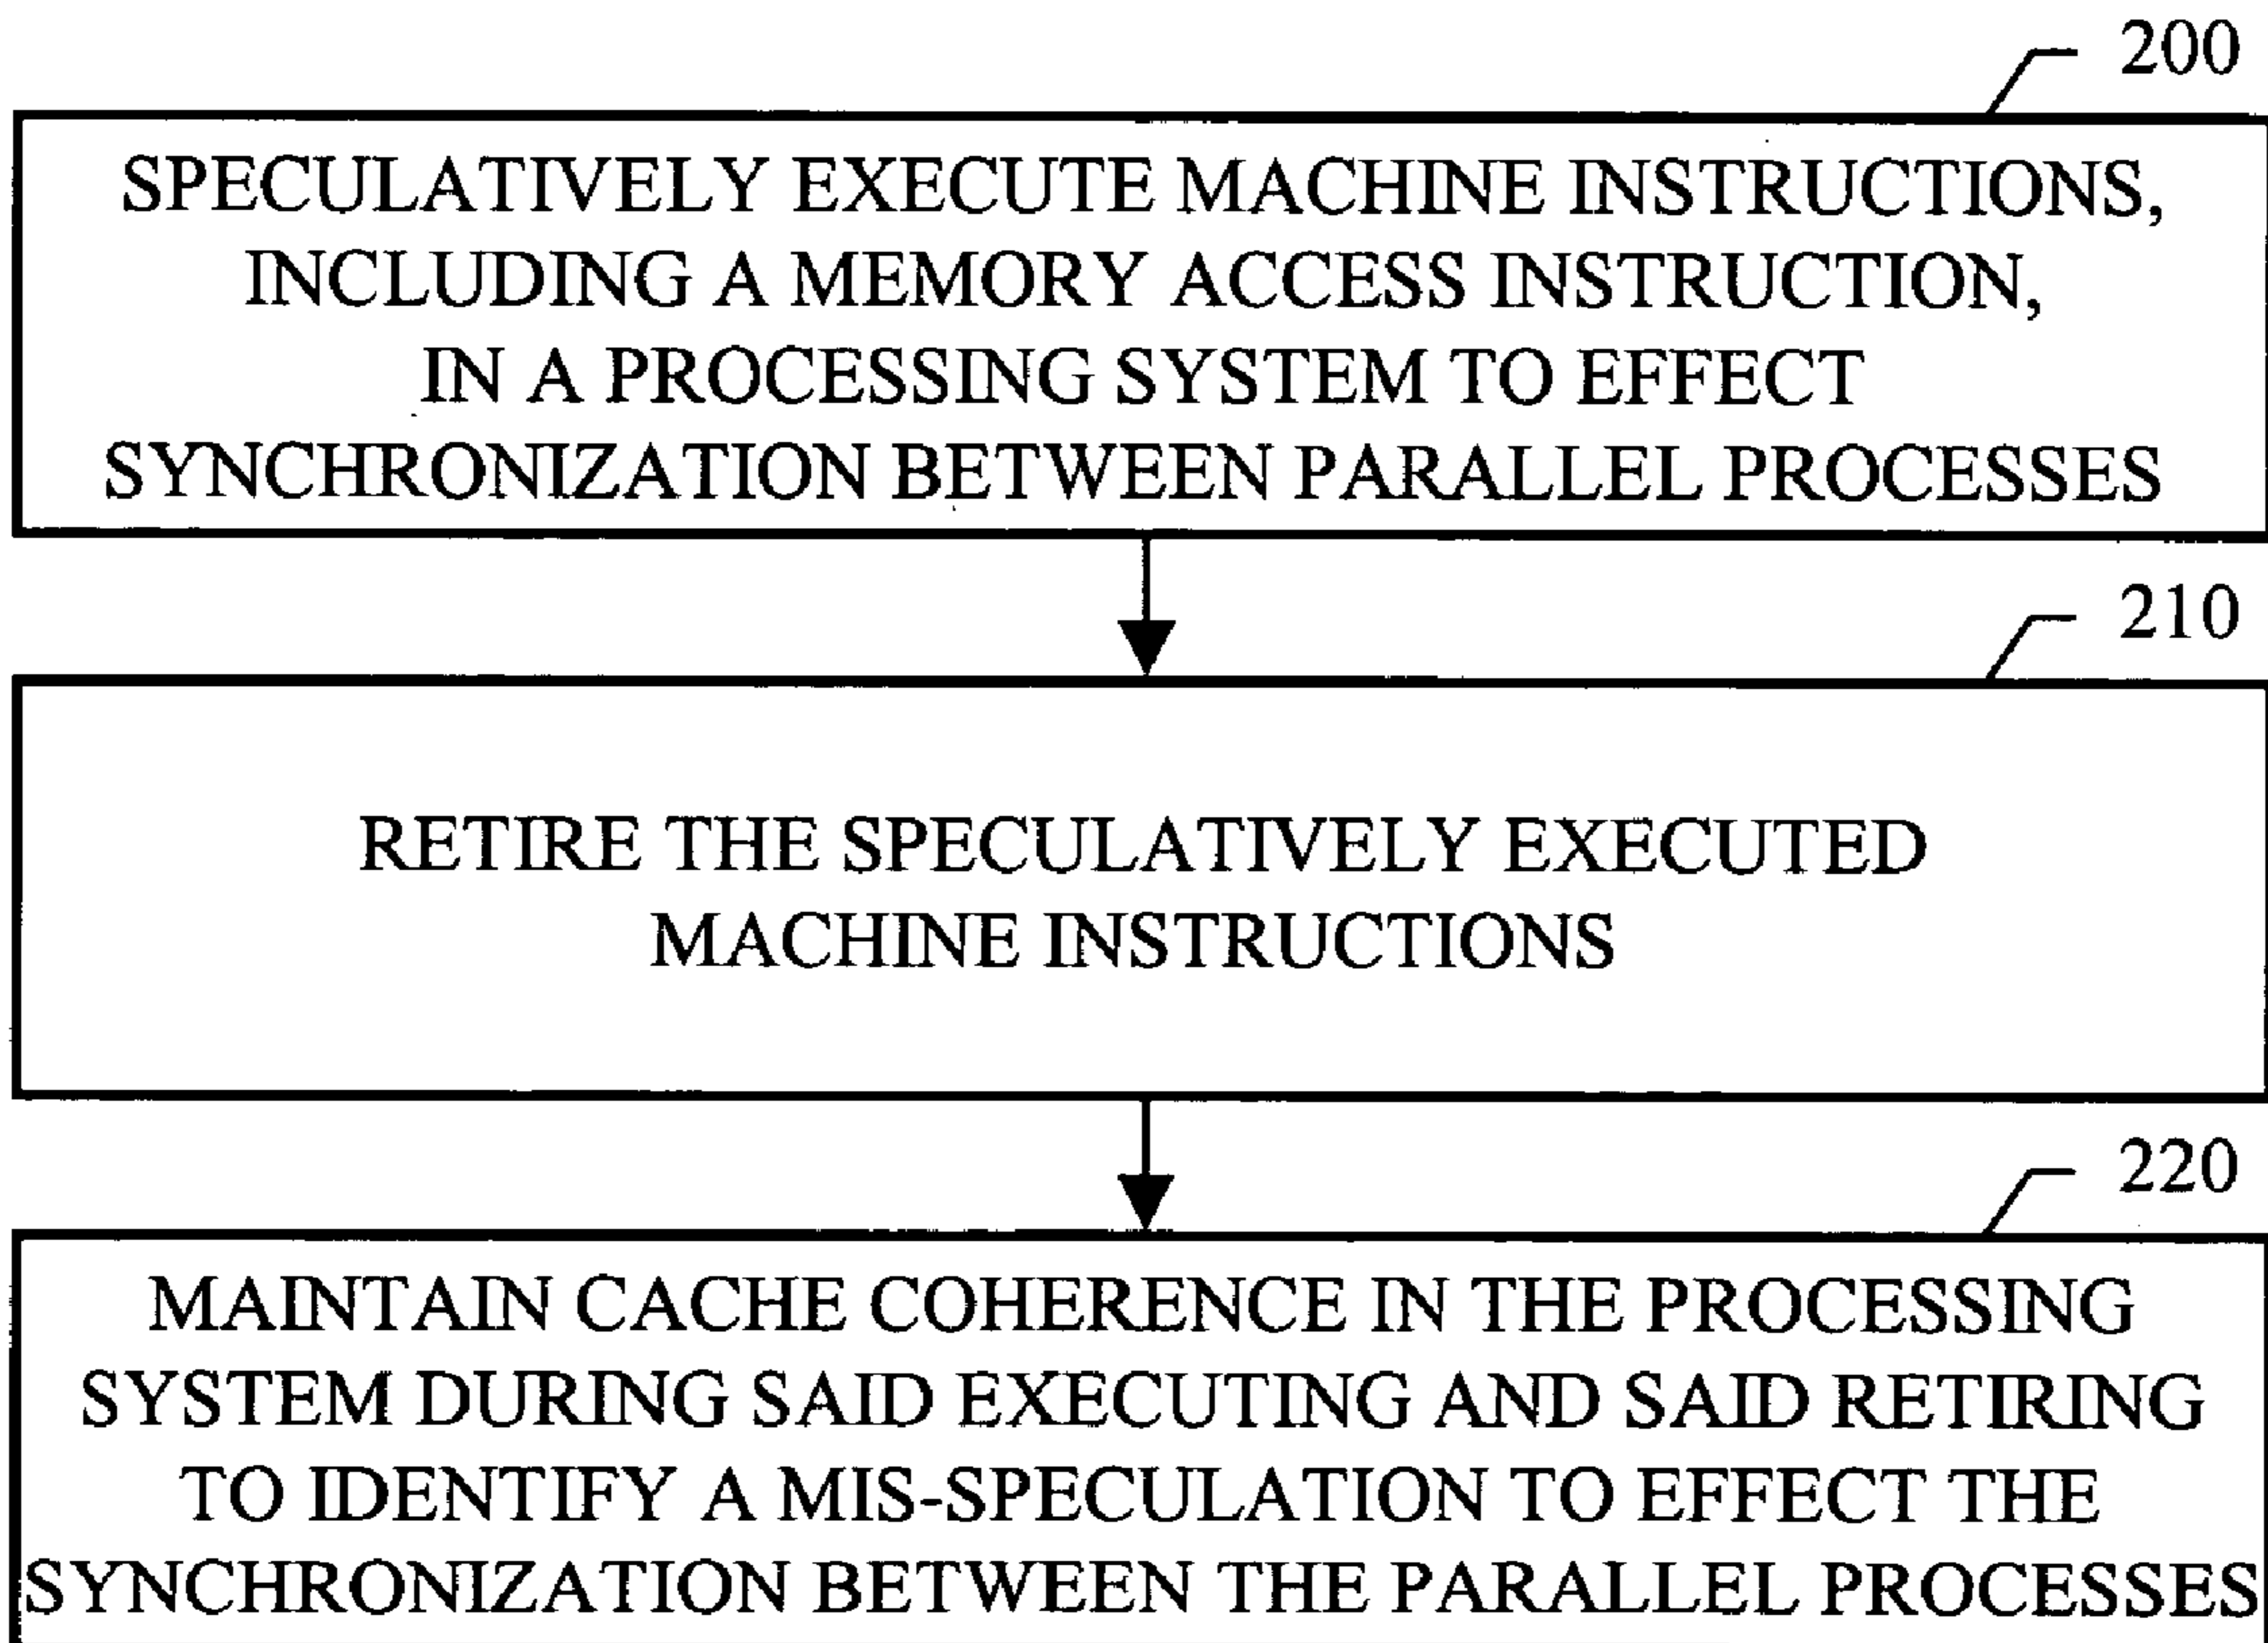 200
SPECULATIVELY EXECUTE MACHINE INSTRUCTIONS,
INCLUDING A MEMORY ACCESS INSTRUCTION,
IN A PROCESSING SYSTEM TO EFFECT
SYNCHRONIZATION BETWEEN PARALLEL PROCESSES
210
RETIRE THE SPECULATIVELY EXECUTED
MACHINE INSTRUCTIONS
220
MAINTAIN CACHE COHERENCE IN THE PROCESSING
SYSTEM DURING SAID EXECUTING AND SAID RETIRING
TO IDENTIFY A MIS-SPECULATION TO EFFECT THE
SYNCHRONIZATION BETWEEN THE PARALLEL PROCESSES